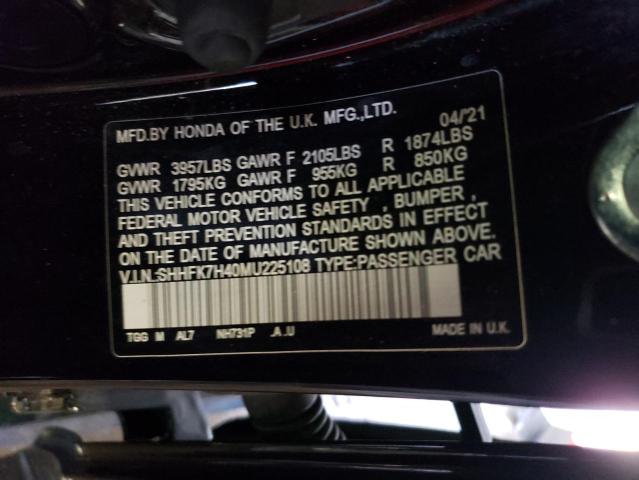 MFD.BY HONDA OF THE U.K. MFG.,LTD. 04/'21
GVWR 3957LBS GAWR F 2105LBS R 1874LBS
GVWR 1795KG GAWR F 955KG R 850KG
THIS VEHICLE CONFORMS TO ALL APPLICABLE
FEDERAL MOTOR VEHICLE SAFETY , BUMPER ,
AND THEFT PREVENTION STANDARDS IN EFFECT
ON THE DATE OF MANUFACTURE SHOWN ABOVE.
V.I.N.:SHHFK7H40MU225108 TYPE:PASSENGER CAR
TGG M AL7 NH731P .A .U MADE IN U.K.